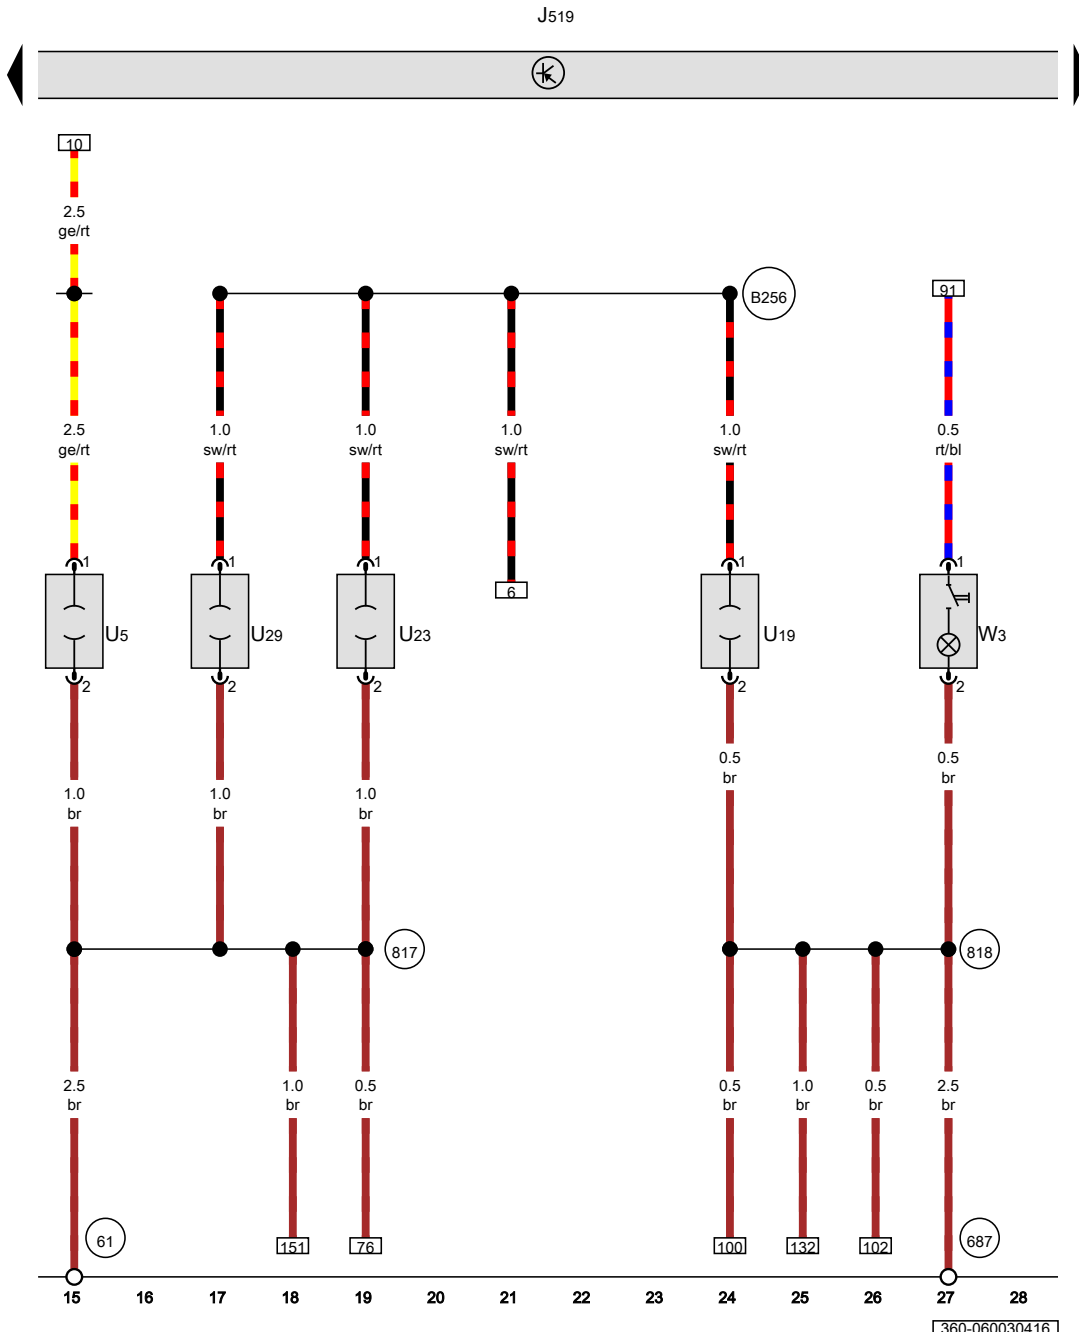 J519
10
2.5
ge/rt
B256
91
2.5 1.0 1.0 1.0 1.0 0.5
ge/rt sw/rt sw/rt sw/rt sw/rt rt/bl
1 1 1 1 1
6
U5 U29 U23 U19 W3
2 2 2 2 2
0.5 0.5
br br
1.0 1.0 1.0
br br br
817 818
2.5 1.0 0.5 0.5 1.0 0.5 2.5
br br br br br br br
61 687
151 76 100 132 102
15 16 17 18 19 20 21 22 23 24 25 26 27 28
360-060030416